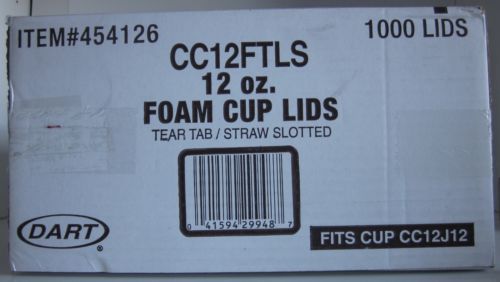 ITEM#454126
1000 LIDS
CC12FTLS
12 oz.
FOAM CUP LIDS
TEAR TAB / STRAW SLOTTED
0 41594 29948 7
DART®
FITS CUP CC12J12